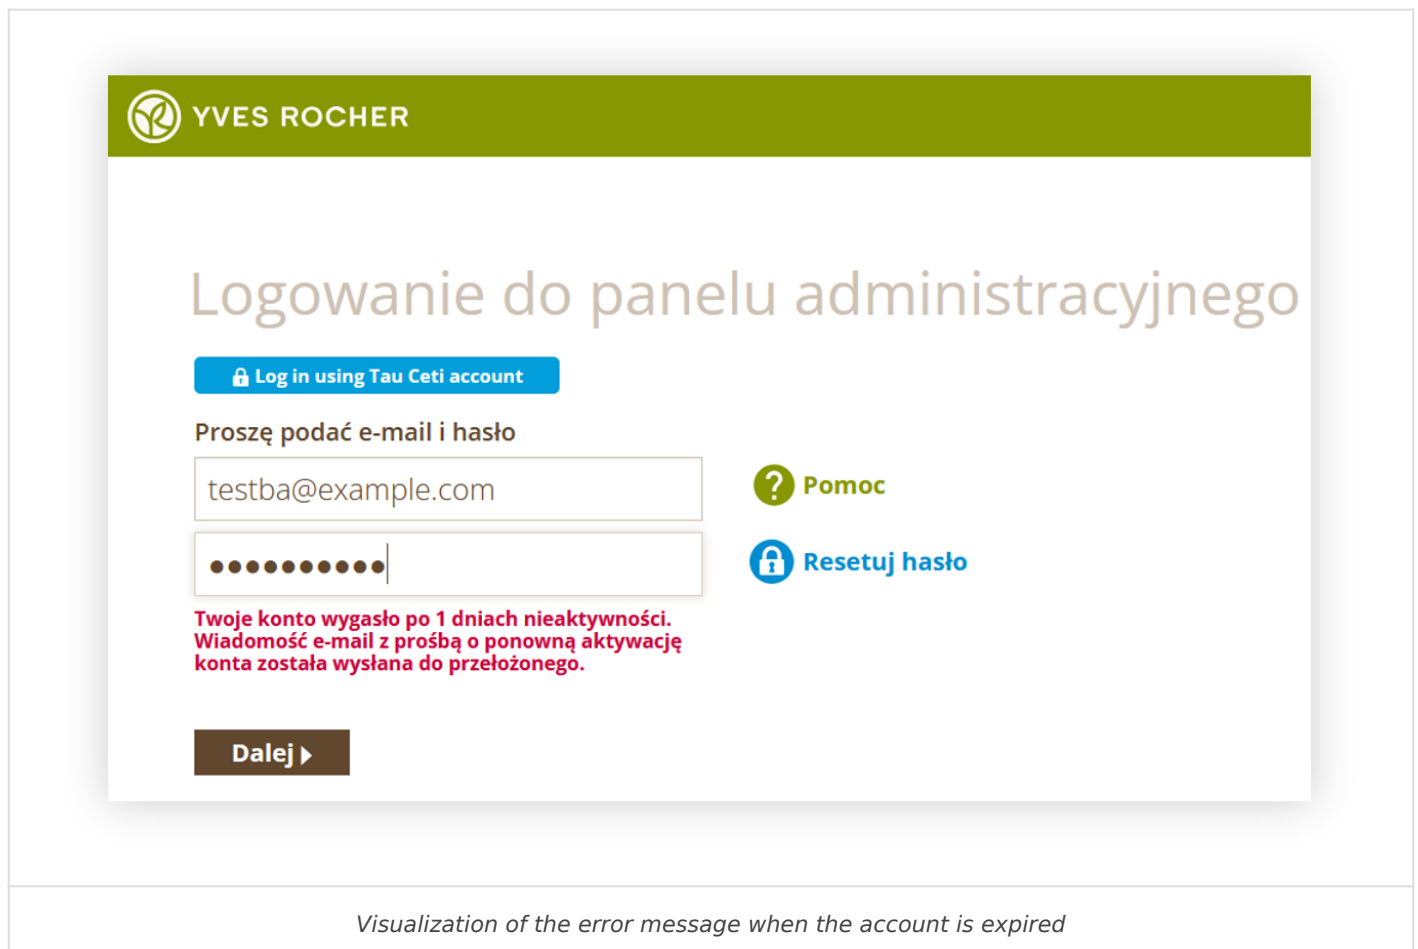 YVES ROCHER
Logowanie do panelu administracyjnego
Log in using Tau Ceti account
Proszę podać e-mail i hasło
testba@example.com
Pomoc
••••••••••
Resetuj hasło
Twoje konto wygasło po 1 dniach nieaktywności.
Wiadomość e-mail z prośbą o ponowną aktywację
konta została wysłana do przełożonego.
Dalej
Visualization of the error message when the account is expired